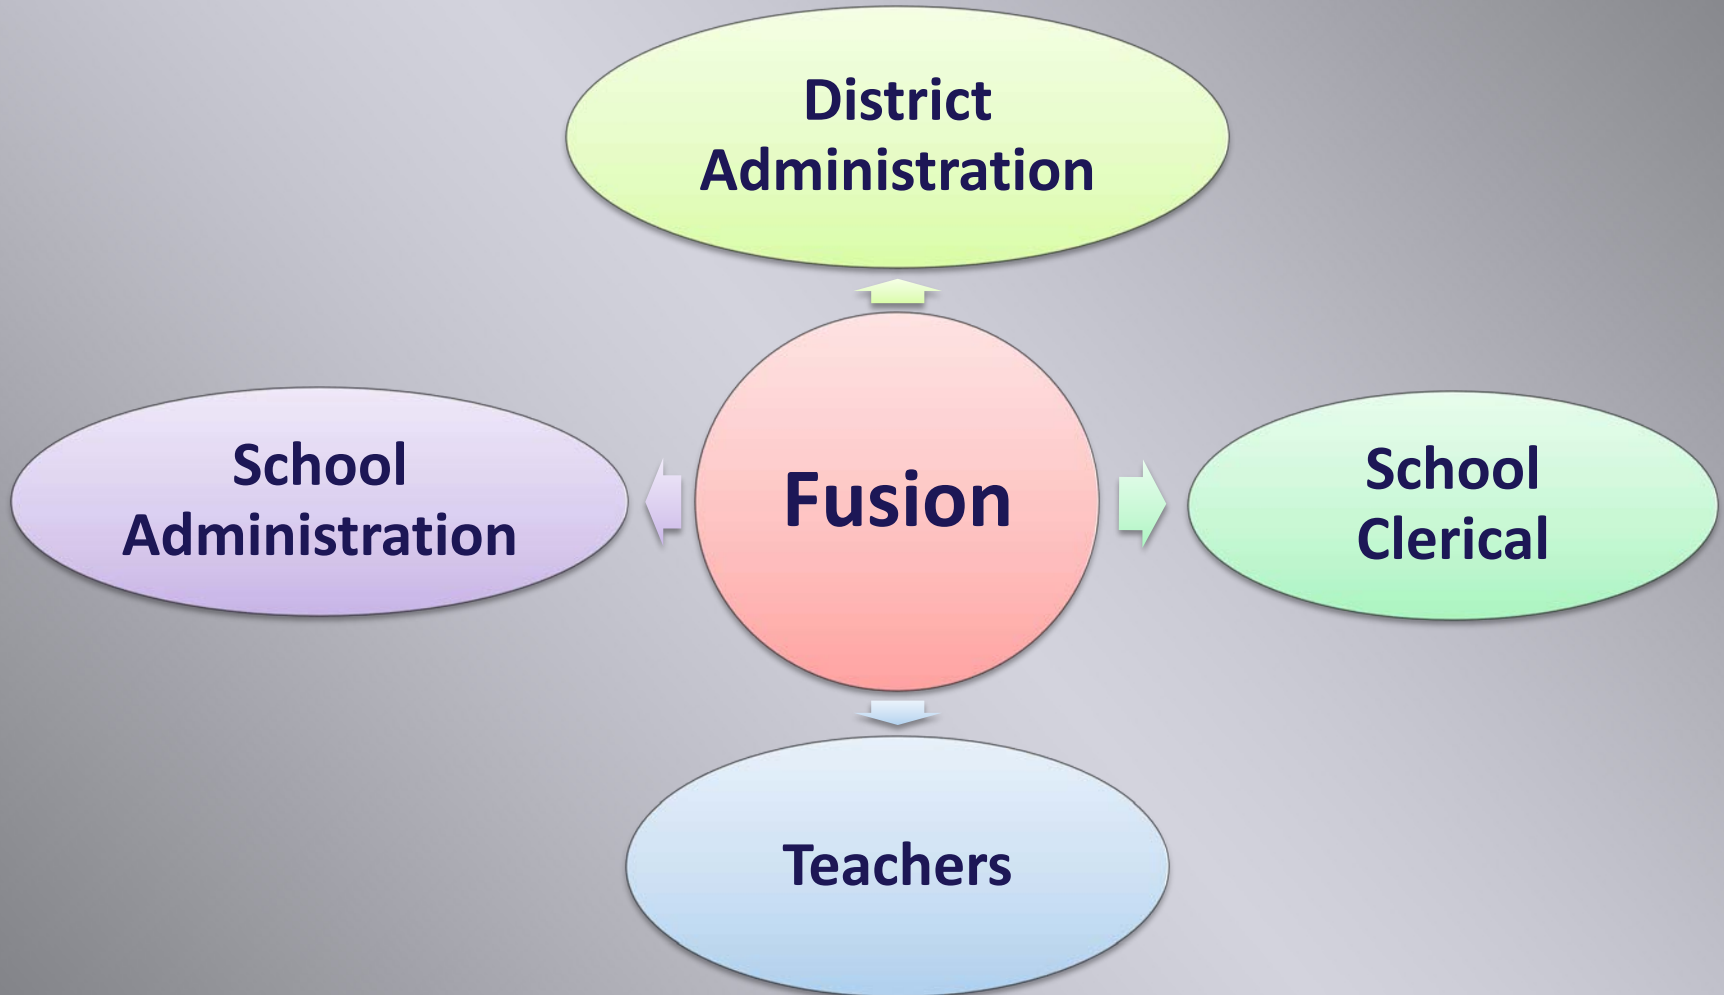 District
Administration
School
Administration
Fusion
School
Clerical
Teachers